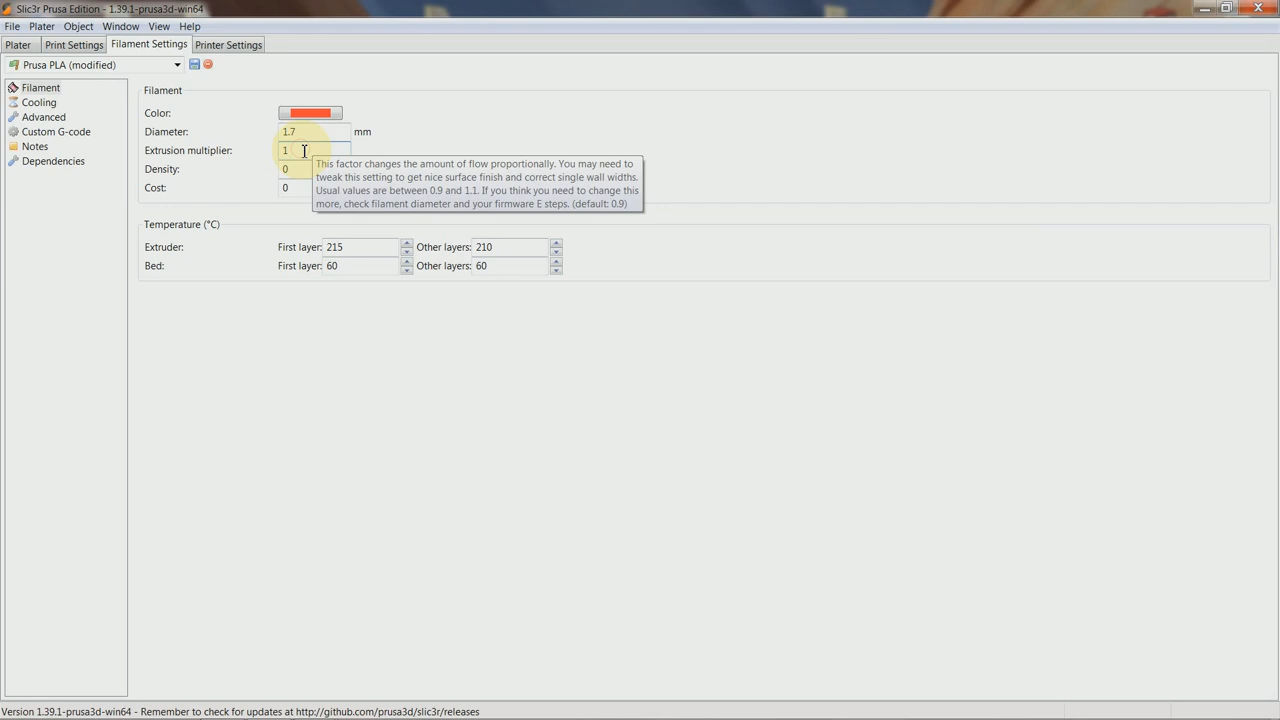 Slic3r Prusa Edition - 1.39.1-prusa3d-win64
File Plater Object Window View Help
Plater Print Settings Filament Settings Printer Settings
Prusa PLA (modified)
Filament
Cooling
Advanced
Custom G-code
Notes
Dependencies
Filament
Color:
Diameter: 1.7 mm
Extrusion multiplier: 1
Density: 0
Cost: 0
This factor changes the amount of flow proportionally. You may need to
tweak this setting to get nice surface finish and correct single wall widths.
Usual values are between 0.9 and 1.1. If you think you need to change this
more, check filament diameter and your firmware E steps. (default: 0.9)
Temperature (°C)
Extruder: First layer: 215 Other layers: 210
Bed: First layer: 60 Other layers: 60
Version 1.39.1-prusa3d-win64 - Remember to check for updates at http://github.com/prusa3d/slic3r/releases